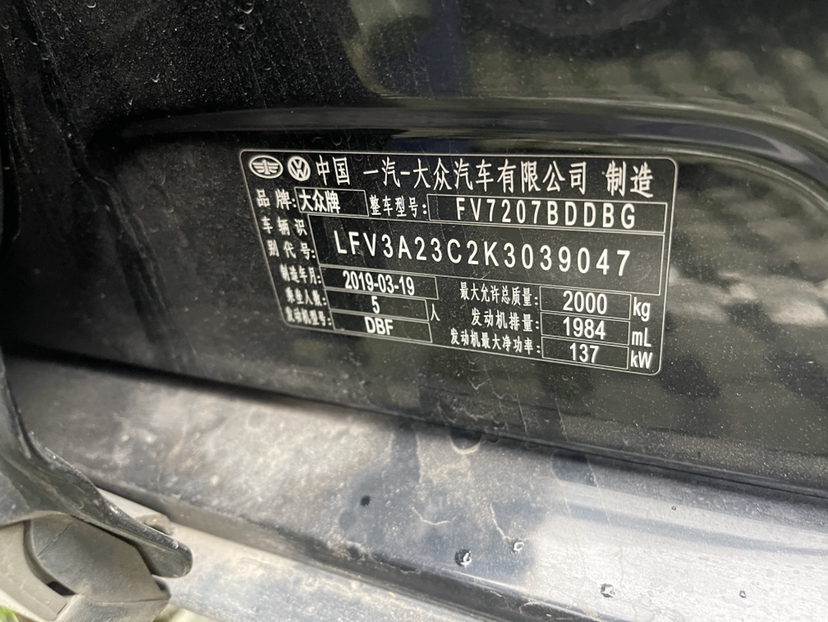 中国 一汽-大众汽车有限公司 制造
品牌: 大众牌 整车型号: FV7207BDDBG
车辆识别代号: LFV3A23C2K3039047
制造年月: 2019-03-19 最大允许总质量: 2000 kg
乘坐人数: 5 人 发动机排量: 1984 mL
发动机型号: DBF 发动机最大净功率: 137 kW